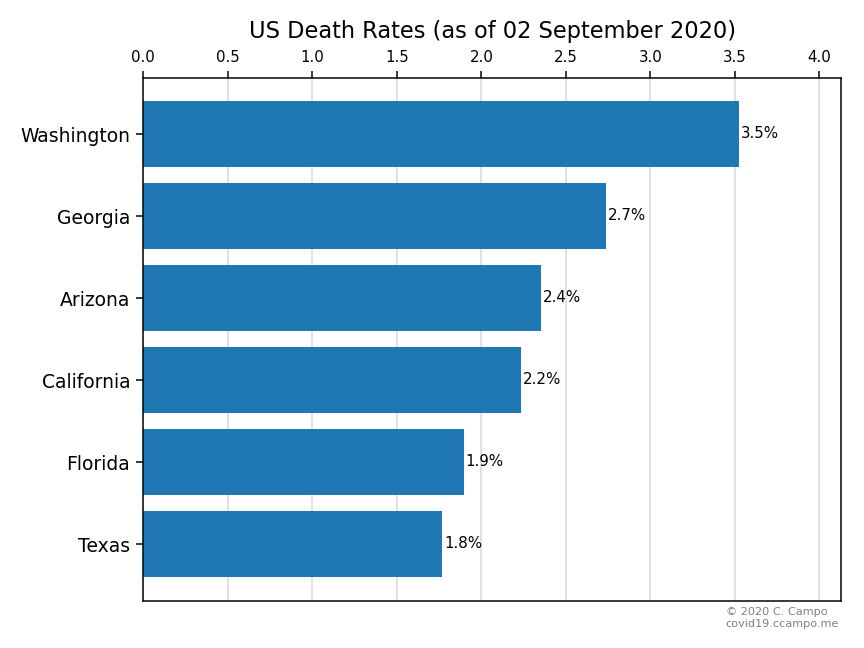 US Death Rates (as of 02 September 2020)
0.0 0.5 1.0 1.5 2.0 2.5 3.0 3.5 4.0
Washington 3.5%
Georgia 2.7%
Arizona 2.4%
California 2.2%
Florida 1.9%
Texas 1.8%
© 2020 C. Campo
covid19.ccampo.me